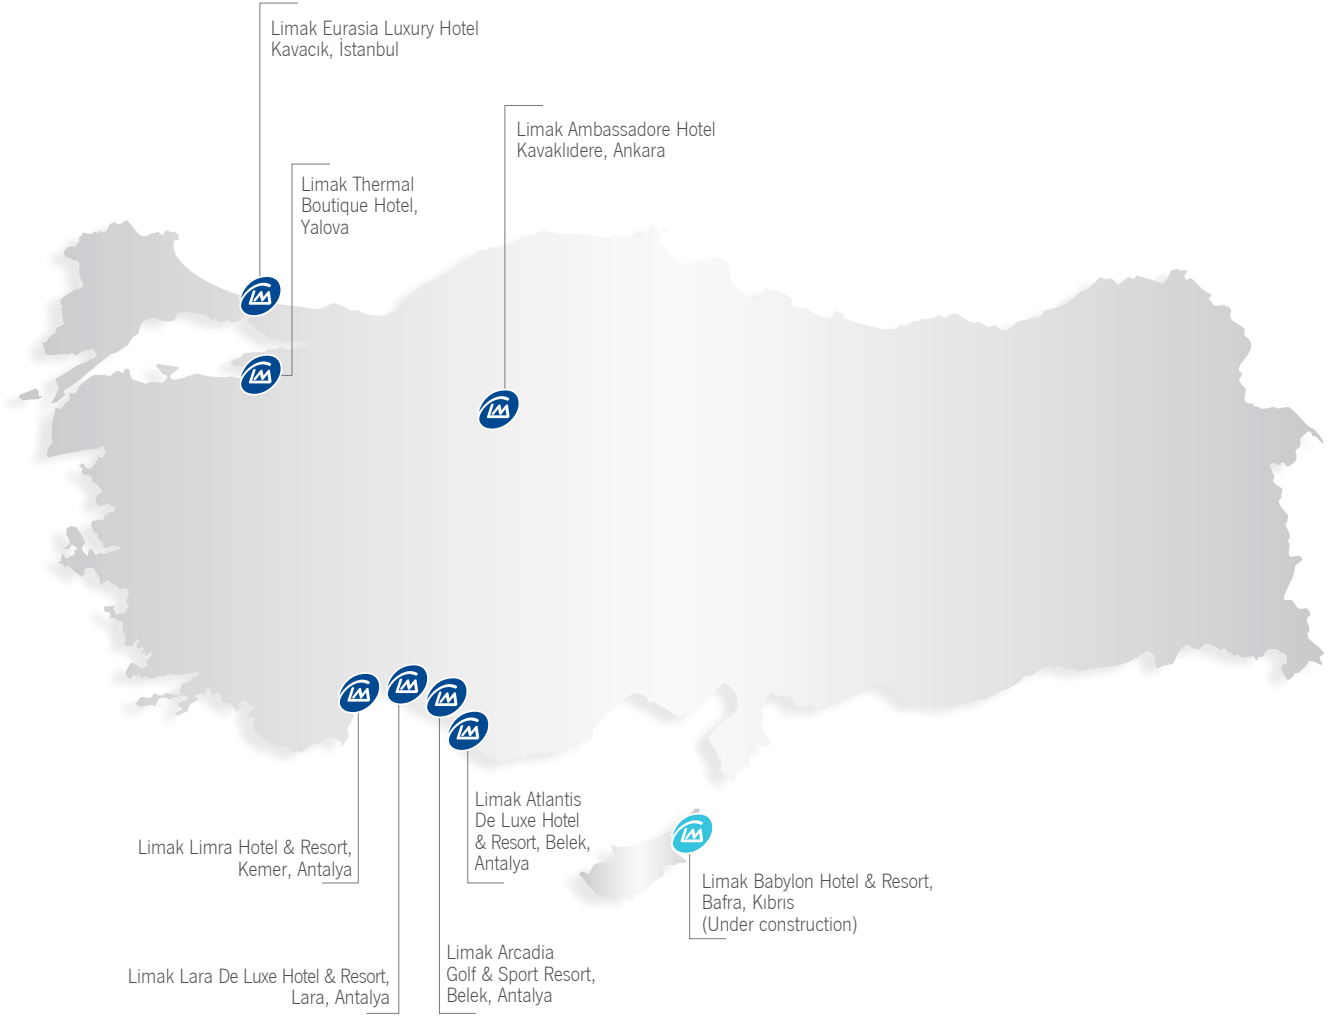 Limak Eurasia Luxury Hotel
Kavacık, İstanbul
Limak Ambassadore Hotel
Kavaklıdere, Ankara
Limak Thermal
Boutique Hotel,
Yalova
Limak Atlantis
De Luxe Hotel
& Resort, Belek,
Antalya
Limak Limra Hotel & Resort,
Kemer, Antalya
Limak Babylon Hotel & Resort,
Bafra, Kıbrıs
(Under construction)
Limak Arcadia
Golf & Sport Resort,
Belek, Antalya
Limak Lara De Luxe Hotel & Resort,
Lara, Antalya